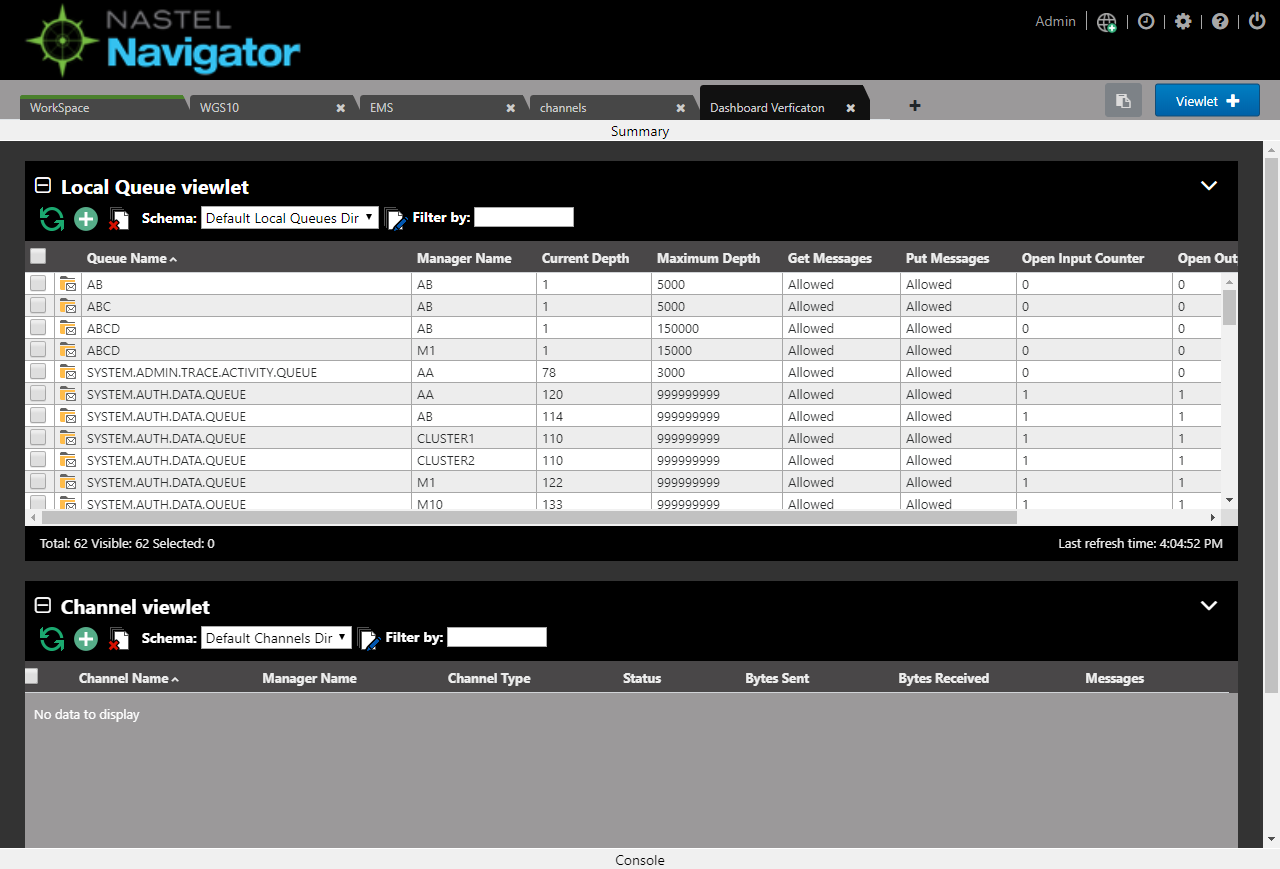 NASTEL
Navigator
Admin
WorkSpace WGS10 EMS channels Dashboard Verficaton Viewlet
Summary
Local Queue viewlet
Schema: Default Local Queues Dir Filter by:
Queue Name Manager Name Current Depth Maximum Depth Get Messages Put Messages Open Input Counter Open Out
AB AB 1 5000 Allowed Allowed 0 0
ABC AB 1 5000 Allowed Allowed 0 0
ABCD AB 1 150000 Allowed Allowed 0 0
ABCD M1 1 15000 Allowed Allowed 0 0
SYSTEM.ADMIN.TRACE.ACTIVITY.QUEUE AA 78 3000 Allowed Allowed 0 0
SYSTEM.AUTH.DATA.QUEUE AA 120 999999999 Allowed Allowed 1 1
SYSTEM.AUTH.DATA.QUEUE AB 114 999999999 Allowed Allowed 1 1
SYSTEM.AUTH.DATA.QUEUE CLUSTER1 110 999999999 Allowed Allowed 1 1
SYSTEM.AUTH.DATA.QUEUE CLUSTER2 110 999999999 Allowed Allowed 1 1
SYSTEM.AUTH.DATA.QUEUE M1 122 999999999 Allowed Allowed 1 1
SYSTEM.AUTH.DATA.QUEUE M10 133 999999999 Allowed Allowed 1 1
Total: 62 Visible: 62 Selected: 0 Last refresh time: 4:04:52 PM
Channel viewlet
Schema: Default Channels Dir Filter by:
Channel Name Manager Name Channel Type Status Bytes Sent Bytes Received Messages
No data to display
Console